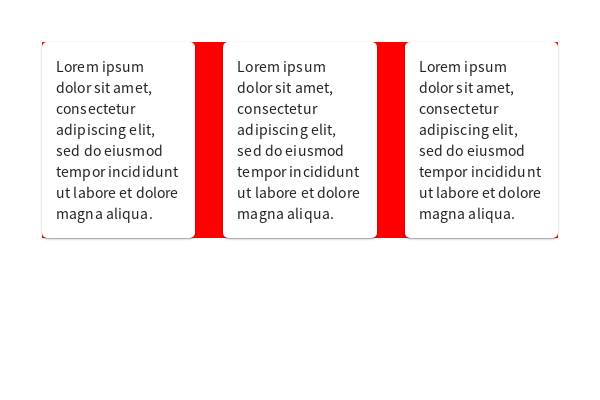 Lorem ipsum
dolor sit amet,
consectetur
adipiscing elit,
sed do eiusmod
tempor incididunt
ut labore et dolore
magna aliqua.
Lorem ipsum
dolor sit amet,
consectetur
adipiscing elit,
sed do eiusmod
tempor incididunt
ut labore et dolore
magna aliqua.
Lorem ipsum
dolor sit amet,
consectetur
adipiscing elit,
sed do eiusmod
tempor incididunt
ut labore et dolore
magna aliqua.